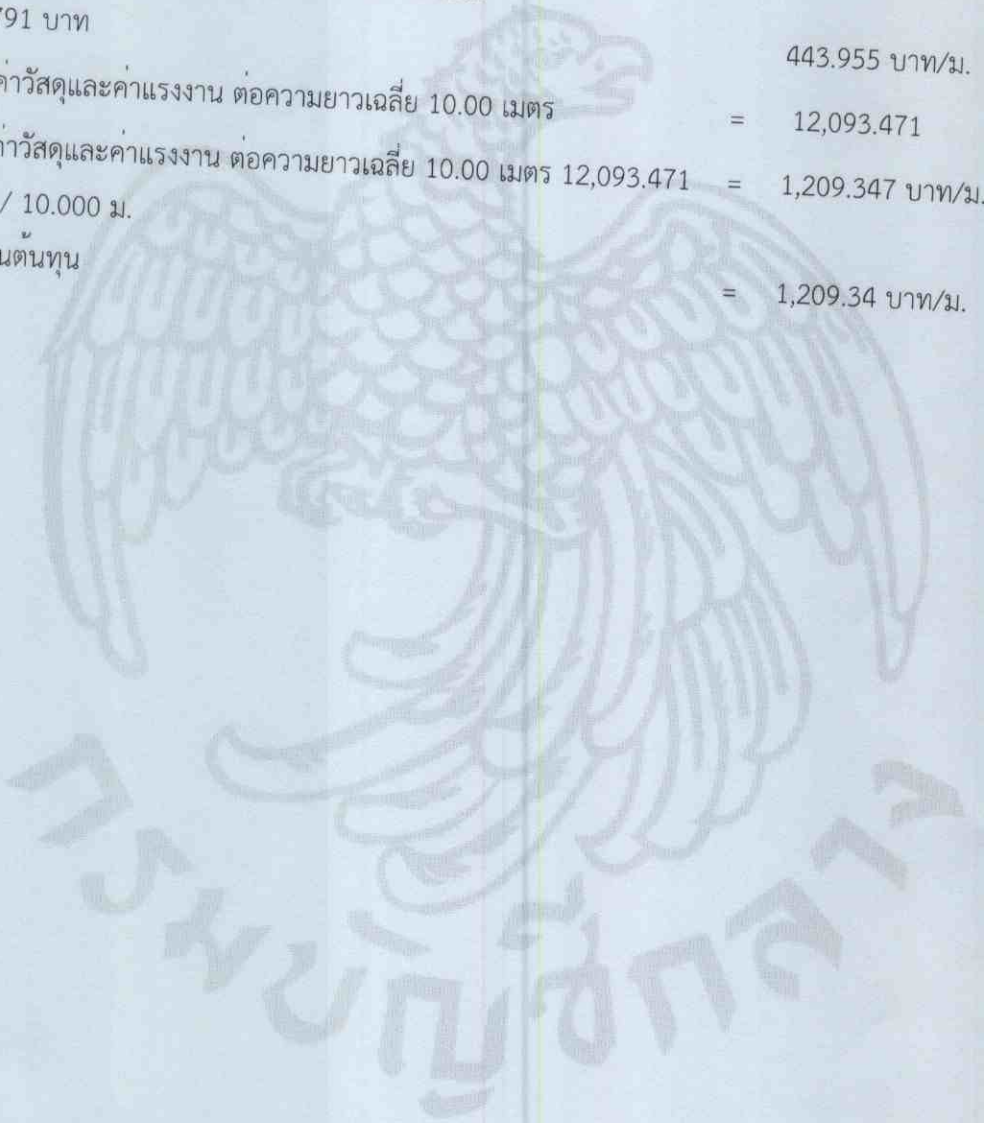 791 บาท
443.955 บาท/ม.
ค่าวัสดุและค่าแรงงาน ต่อความยาวเฉลี่ย 10.00 เมตร = 12,093.471
ค่าวัสดุและค่าแรงงาน ต่อความยาวเฉลี่ย 10.00 เมตร 12,093.471 = 1,209.347 บาท/ม.
/ 10.000 ม.
นต้นทุน
= 1,209.34 บาท/ม.
กรมบัญชีกลาง